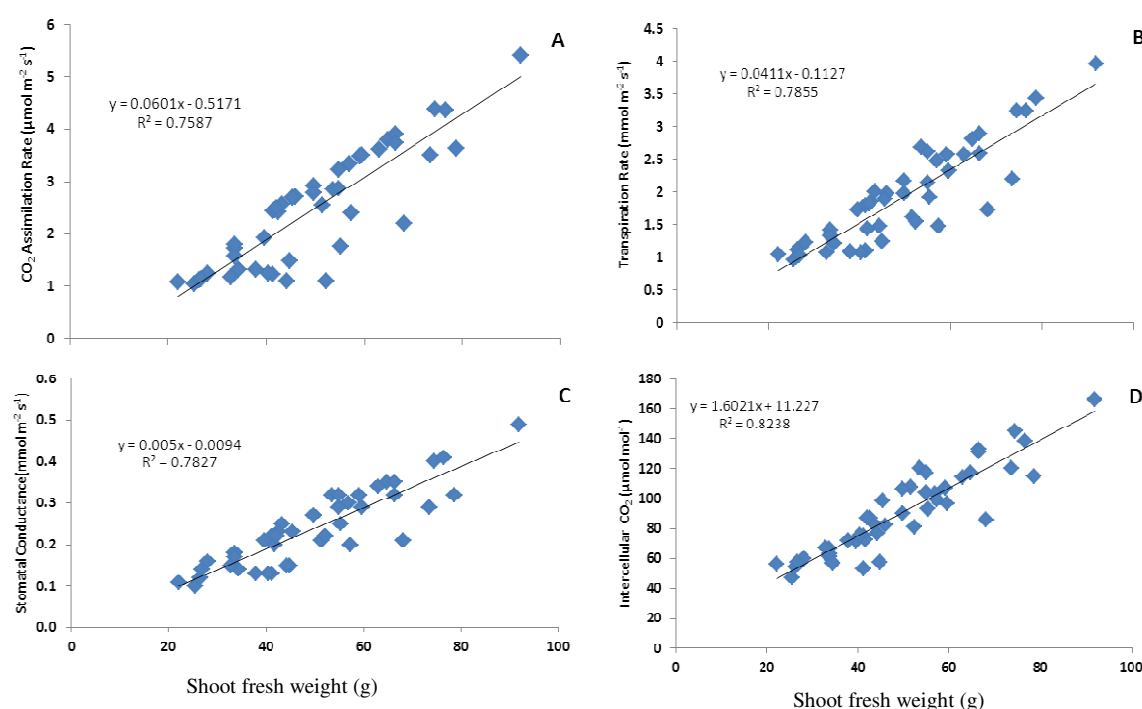 A
CO2 Assimilation Rate (µmol m-2 s-1)
6
5
4
3
2
1
0
y = 0.0601x - 0.5171
R2 = 0.7587
B
Transpiration Rate (mmol m-2 s-1)
4.5
4
3.5
3
2.5
2
1.5
1
0.5
0
y = 0.0411x - 0.1127
R2 = 0.7855
C
Stomatal Conductance(mmol m-2 s-1)
0.6
0.5
0.4
0.3
0.2
0.1
0.0
y = 0.005x - 0.0094
R2 = 0.7827
0 20 40 60 80 100
Shoot fresh weight (g)
D
Intercellular CO2 (µmol mol-1)
180
160
140
120
100
80
60
40
20
0
y = 1.6021x + 11.227
R2 = 0.8238
0 20 40 60 80 100
Shoot fresh weight (g)